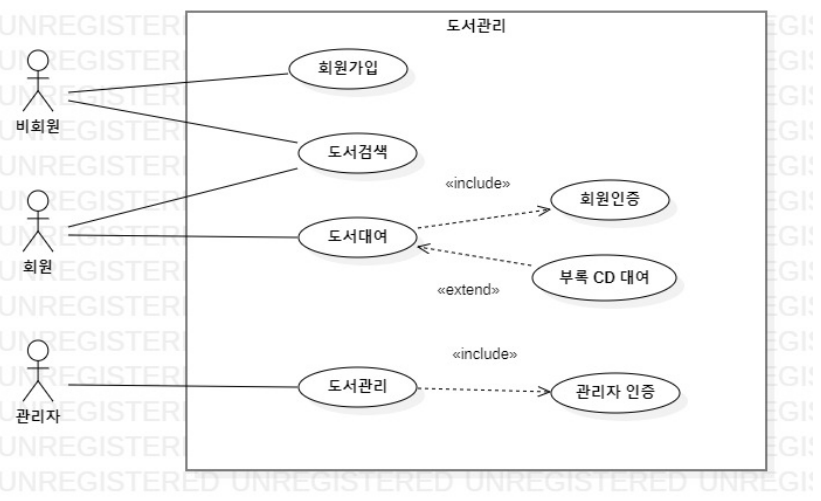 도서관리
비회원
회원가입
도서검색
회원
도서대여
«include»
회원인증
«extend»
부록 CD 대여
관리자
도서관리
«include»
관리자 인증
UNREGISTERED UNREGISTERED UNREGISTERED